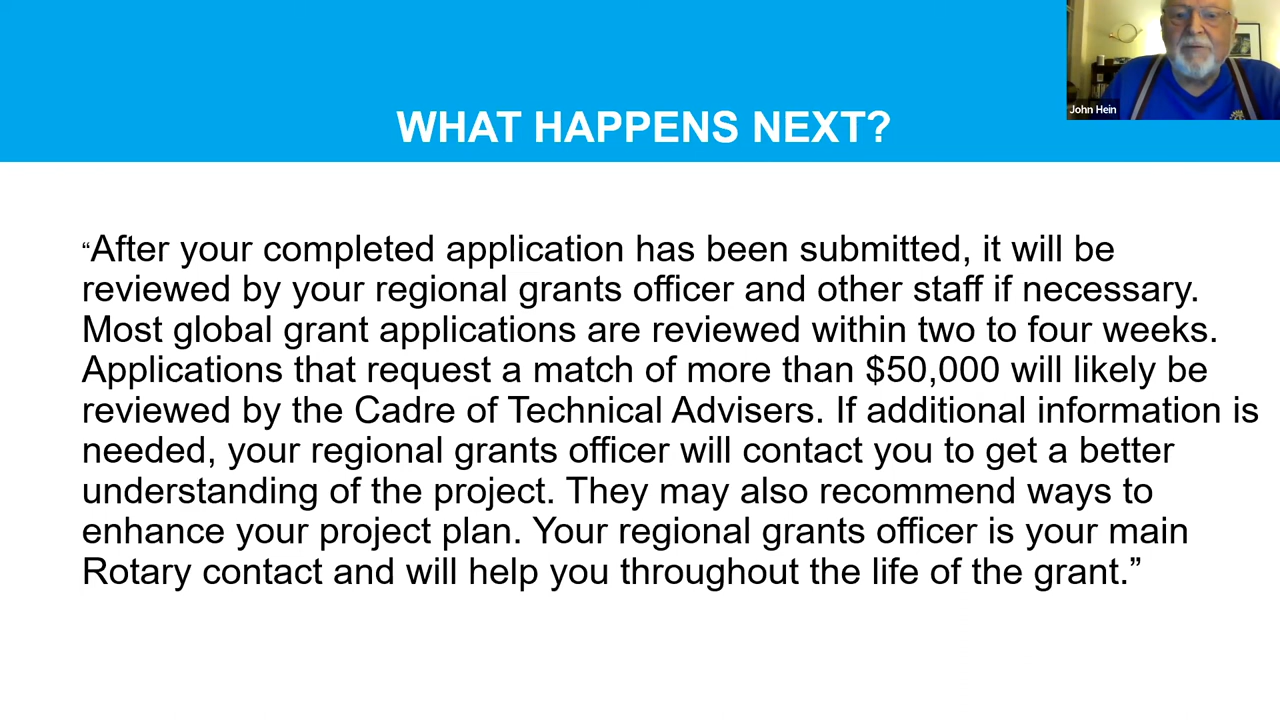 WHAT HAPPENS NEXT?
John Hein
“After your completed application has been submitted, it will be
reviewed by your regional grants officer and other staff if necessary.
Most global grant applications are reviewed within two to four weeks.
Applications that request a match of more than $50,000 will likely be
reviewed by the Cadre of Technical Advisers. If additional information is
needed, your regional grants officer will contact you to get a better
understanding of the project. They may also recommend ways to
enhance your project plan. Your regional grants officer is your main
Rotary contact and will help you throughout the life of the grant.”